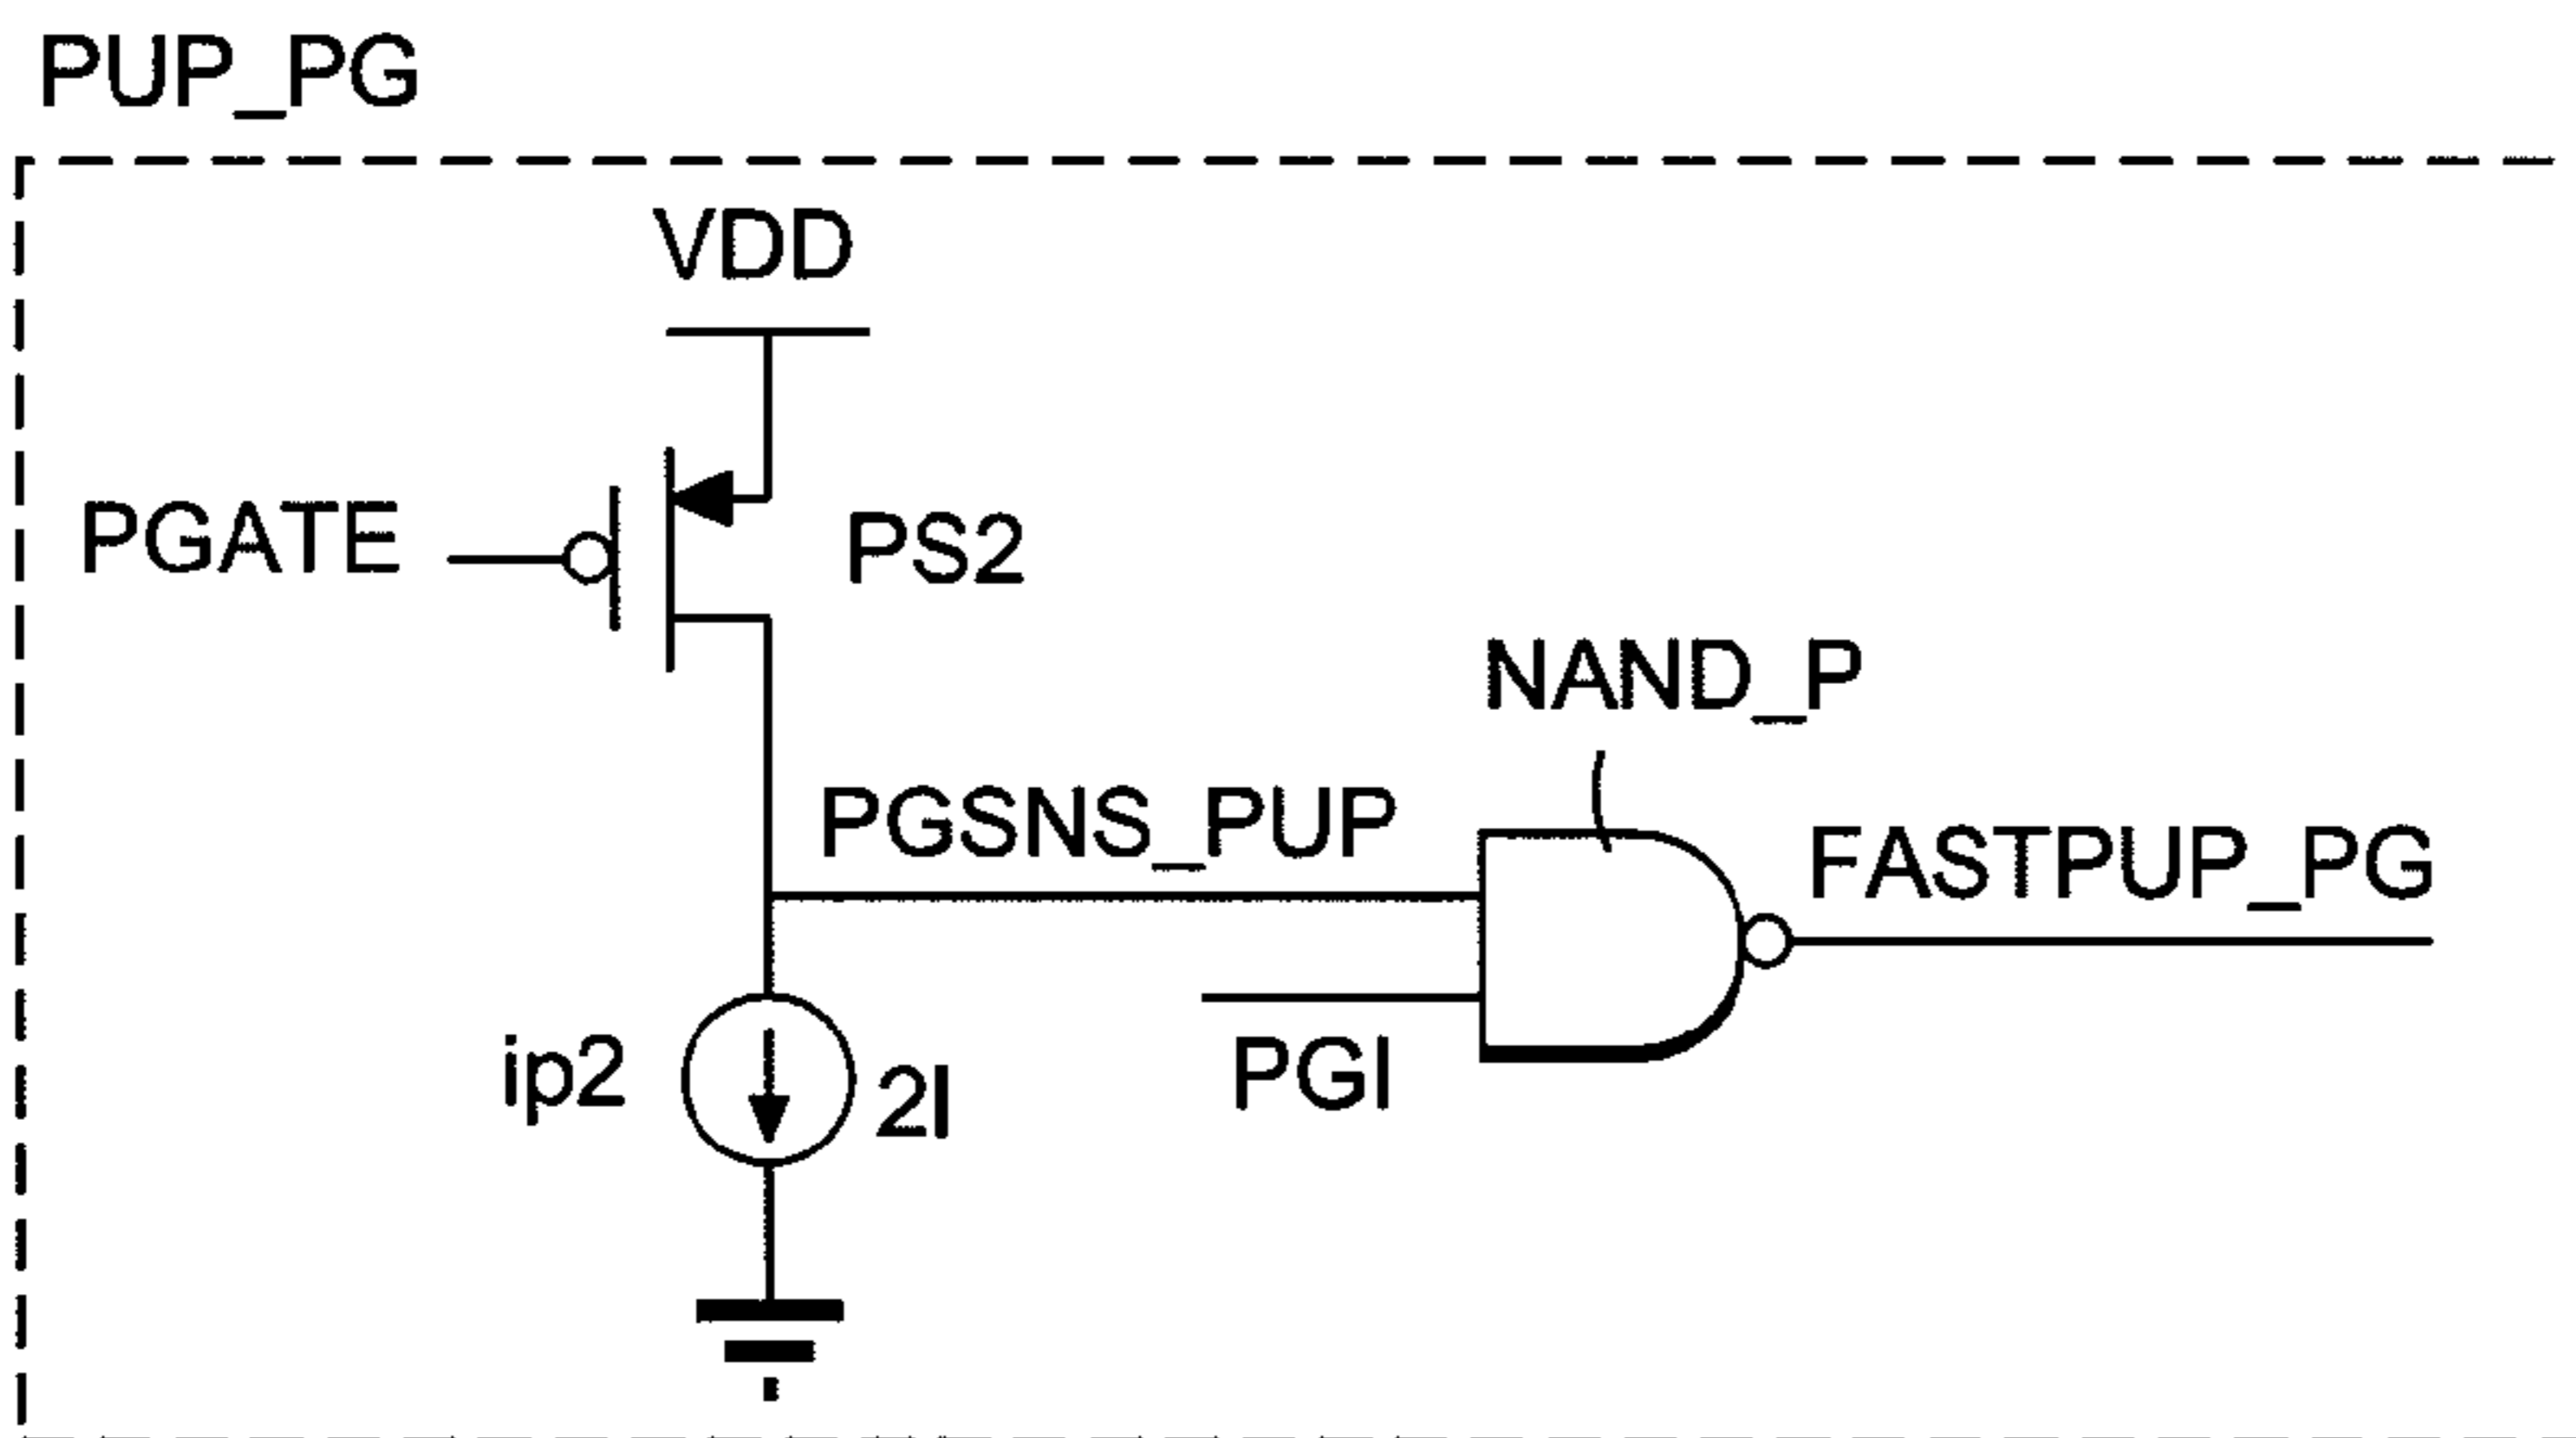 PUP_PG
VDD
PGATE
PS2
NAND_P
PGSNS_PUP
FASTPUP_PG
PGI
ip2
2I